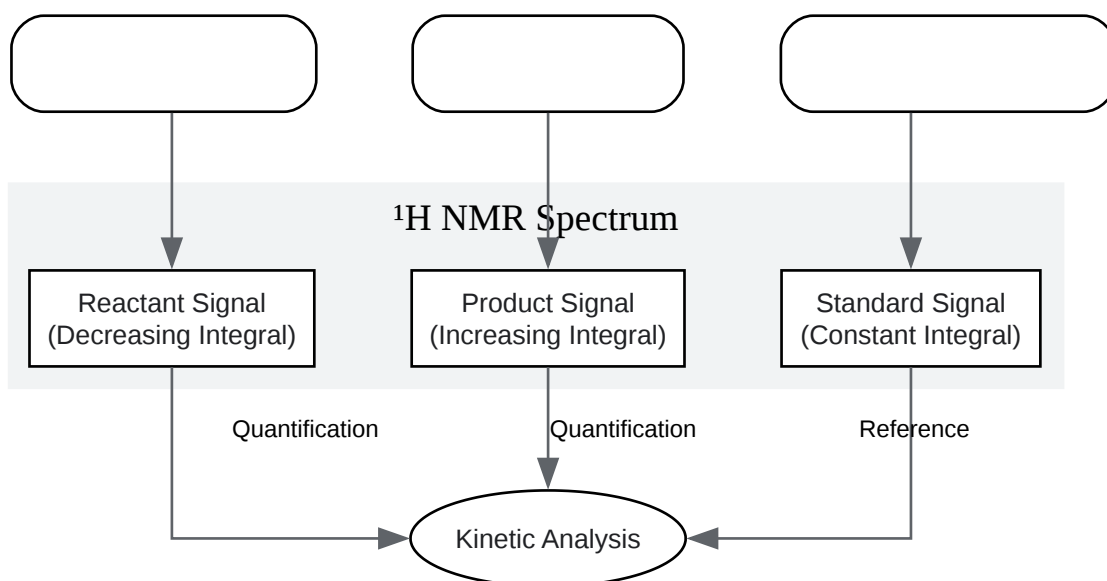 ¹H NMR Spectrum
Reactant Signal
(Decreasing Integral)
Product Signal
(Increasing Integral)
Standard Signal
(Constant Integral)
Quantification
Quantification
Reference
Kinetic Analysis